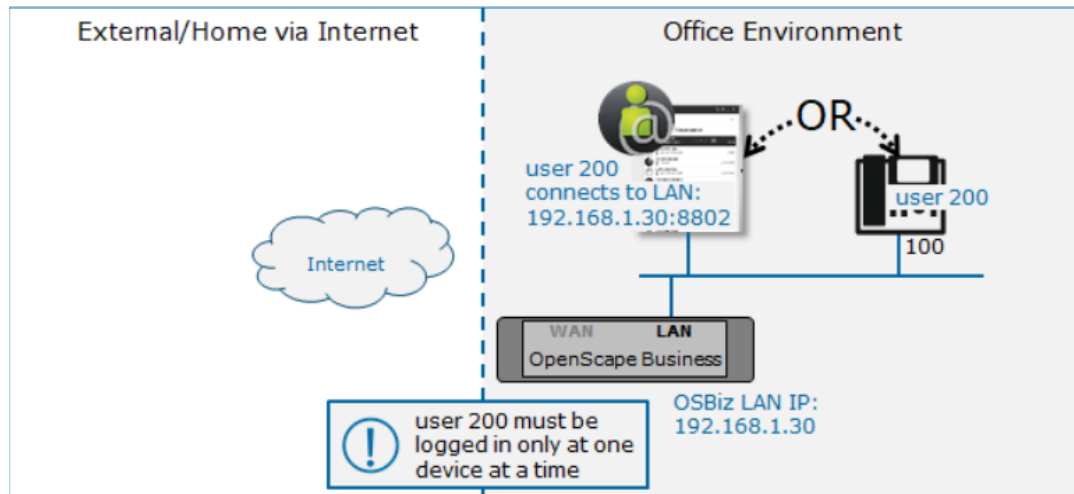 External/Home via Internet
Office Environment
OR
user 200
connects to LAN:
192.168.1.30:8802
user 200
100
Internet
WAN
LAN
OpenScape Business
OSBiz LAN IP:
192.168.1.30
user 200 must be
logged in only at one
device at a time